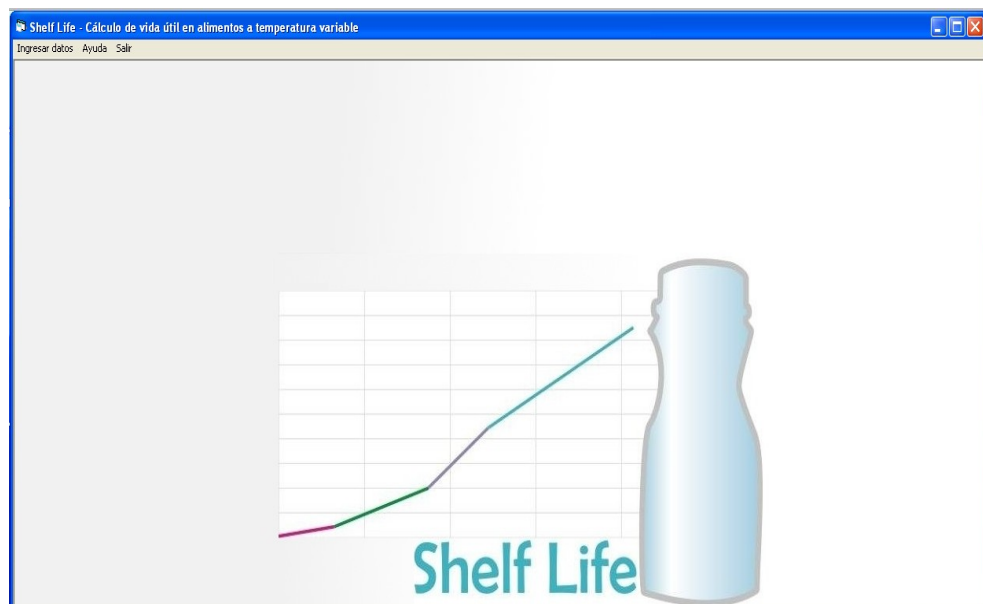 Shelf Life - Cálculo de vida útil en alimentos a temperatura variable
Ingresar datos Ayuda Salir
Shelf Life